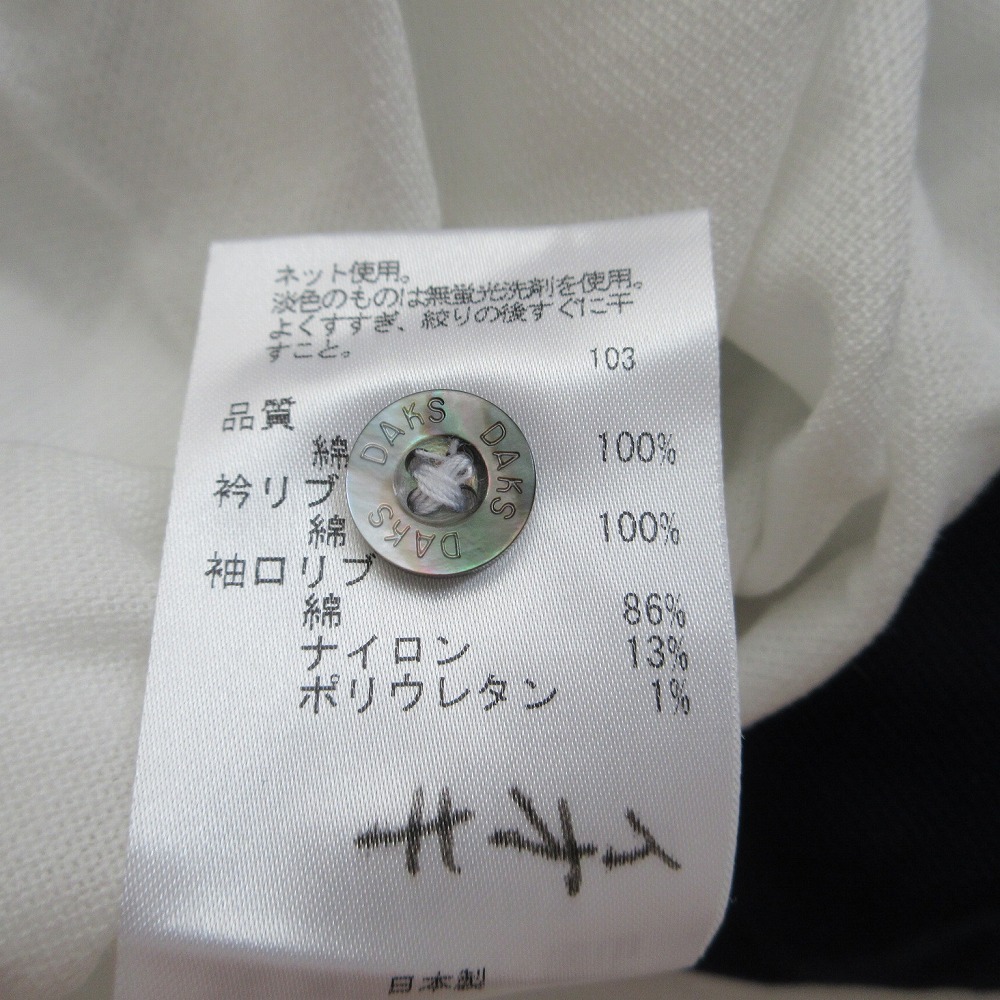 ネット使用。
淡色のものは無蛍光洗剤を使用。
よくすすぎ、絞りの後すぐに干
すこと。
103
品質
綿 100%
衿リブ
綿 100%
袖口リブ
綿 86%
ナイロン 13%
ポリウレタン 1%
DAKS DAKS DAKS
日本製